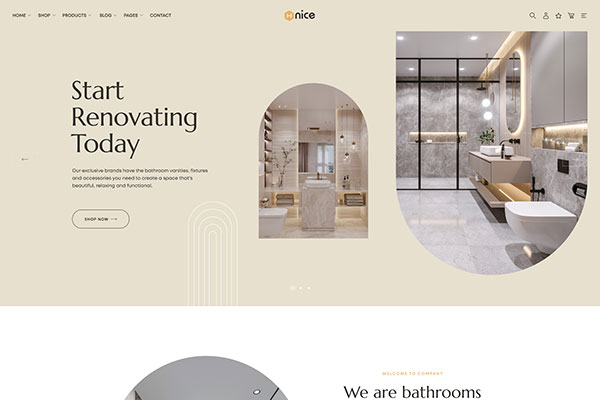 HOME SHOP PRODUCTS BLOG PAGES CONTACT
nice
Start
Renovating
Today
Our exclusive brands have the bathroom vanities, fixtures
and accessories you need to create a space that's
beautiful, relaxing and functional.
SHOP NOW
WELCOME TO COMPANY
We are bathrooms